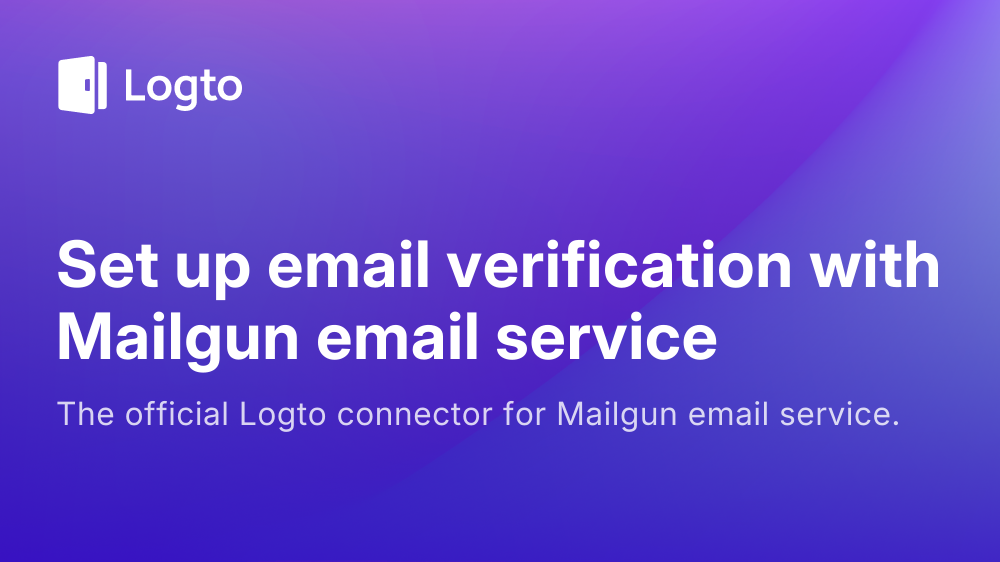 Logto
Set up email verification with
Mailgun email service
The official Logto connector for Mailgun email service.